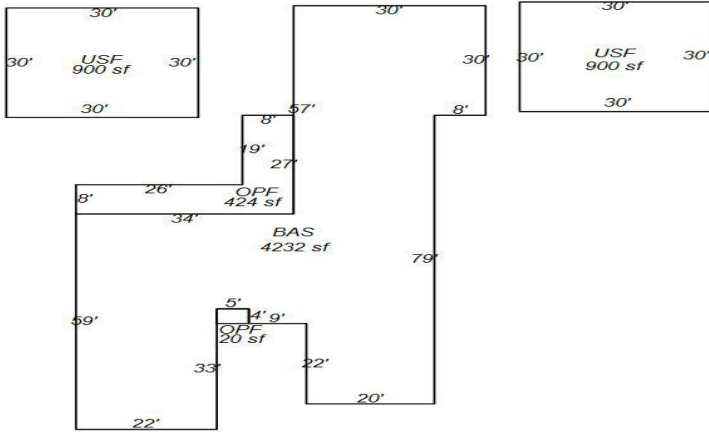 30'
30'
30'
30'
USF
30'
30'
USF
900 sf
30'
30'
30'
900 sf
30'
30'
57'
8'
8'
19'
27'
26'
8'
OPF
424 sf
34'
BAS
4232 sf
79'
5'
4'
9'
59'
OPF
20 sf
33'
22'
20'
22'